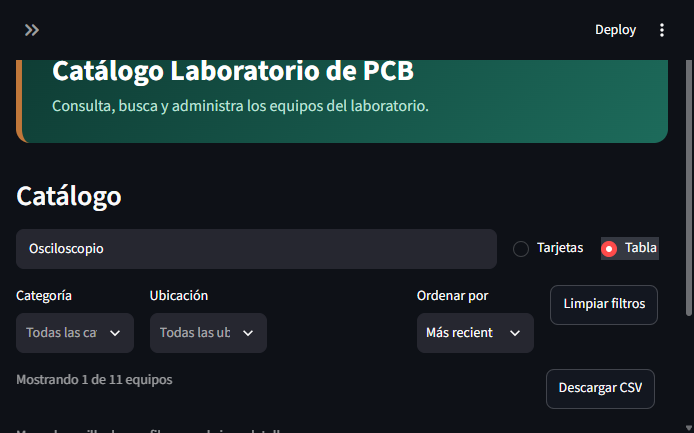 Deploy
Catálogo Laboratorio de PCB
Consulta, busca y administra los equipos del laboratorio.
Catálogo
Osciloscopio
Tarjetas
Tabla
Categoría
Ubicación
Ordenar por
Limpiar filtros
Todas las ca
Todas las ub
Más recient
Mostrando 1 de 11 equipos
Descargar CSV